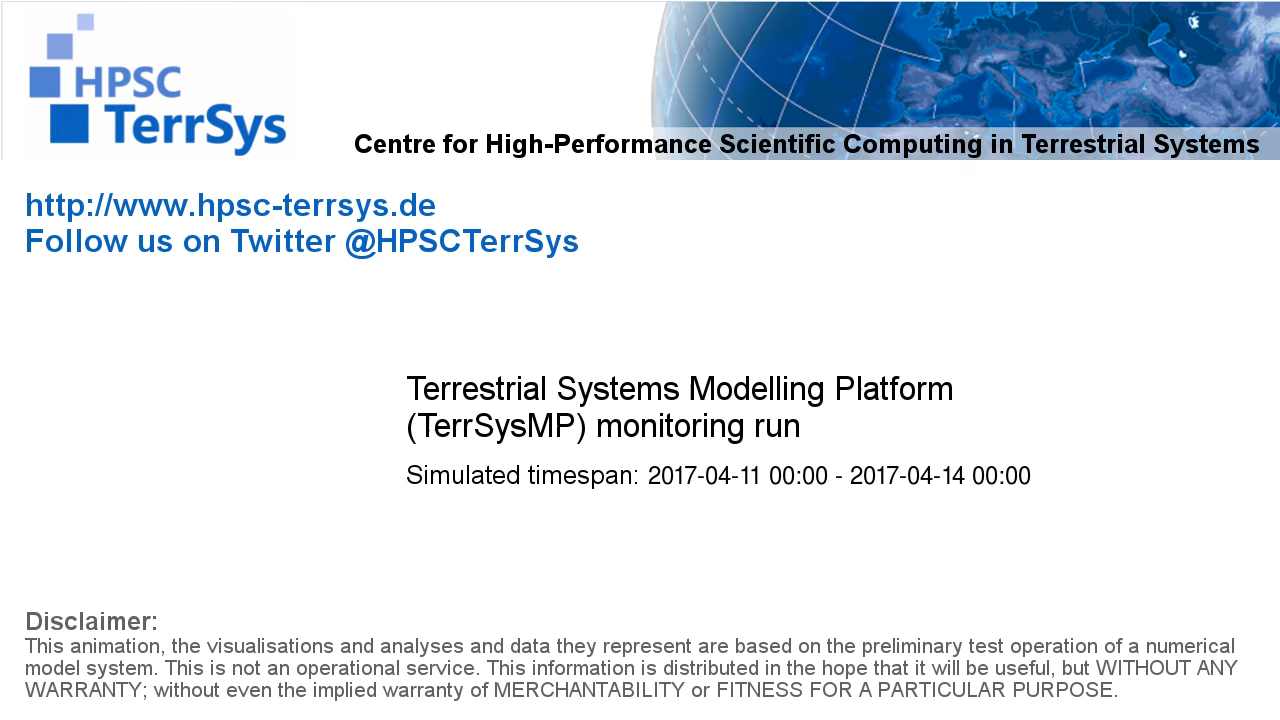 HPSC
TerrSys
Centre for High-Performance Scientific Computing in Terrestrial Systems
http://www.hpsc-terrsys.de
Follow us on Twitter @HPSCTerrSys
Terrestrial Systems Modelling Platform
(TerrSysMP) monitoring run
Simulated timespan: 2017-04-11 00:00 - 2017-04-14 00:00
Disclaimer:
This animation, the visualisations and analyses and data they represent are based on the preliminary test operation of a numerical
model system. This is not an operational service. This information is distributed in the hope that it will be useful, but WITHOUT ANY
WARRANTY; without even the implied warranty of MERCHANTABILITY or FITNESS FOR A PARTICULAR PURPOSE.